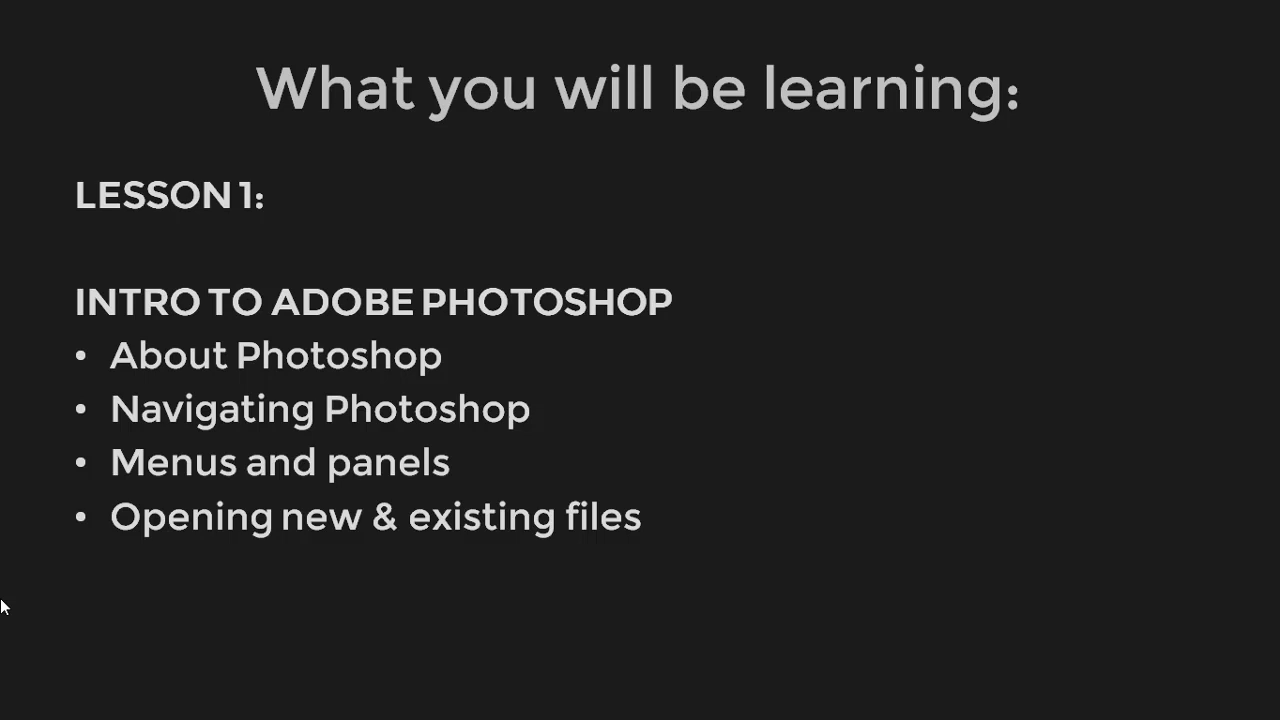 What you will be learning:
LESSON 1:
INTRO TO ADOBE PHOTOSHOP
• About Photoshop
• Navigating Photoshop
• Menus and panels
• Opening new & existing files